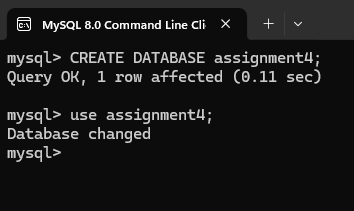 MySQL 8.0 Command Line Cli
mysql> CREATE DATABASE assignment4;
Query OK, 1 row affected (0.11 sec)
mysql> use assignment4;
Database changed
mysql>